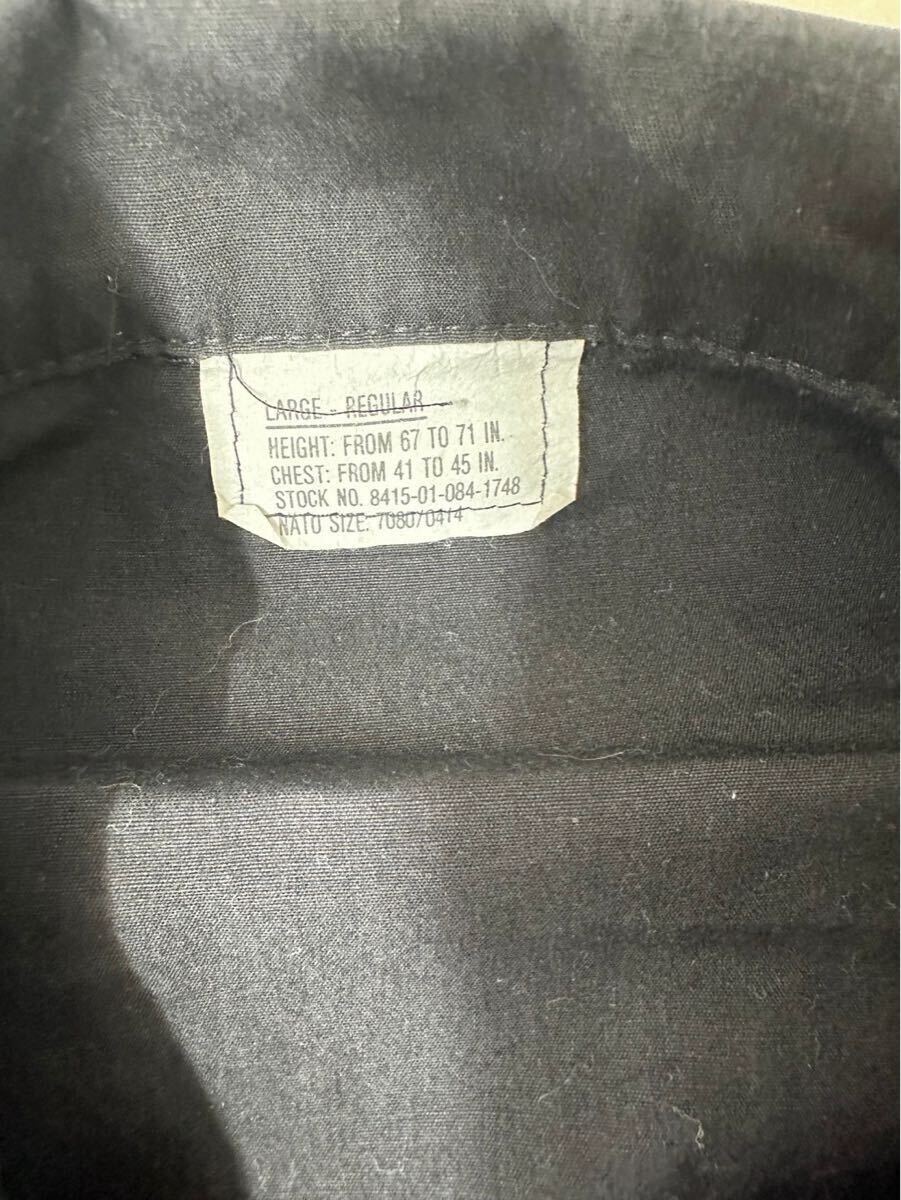 LARGE - REGULAR
HEIGHT: FROM 67 TO 71 IN.
CHEST: FROM 41 TO 45 IN.
STOCK NO. 8415-01-084-1748
NATO SIZE: 7080/0414